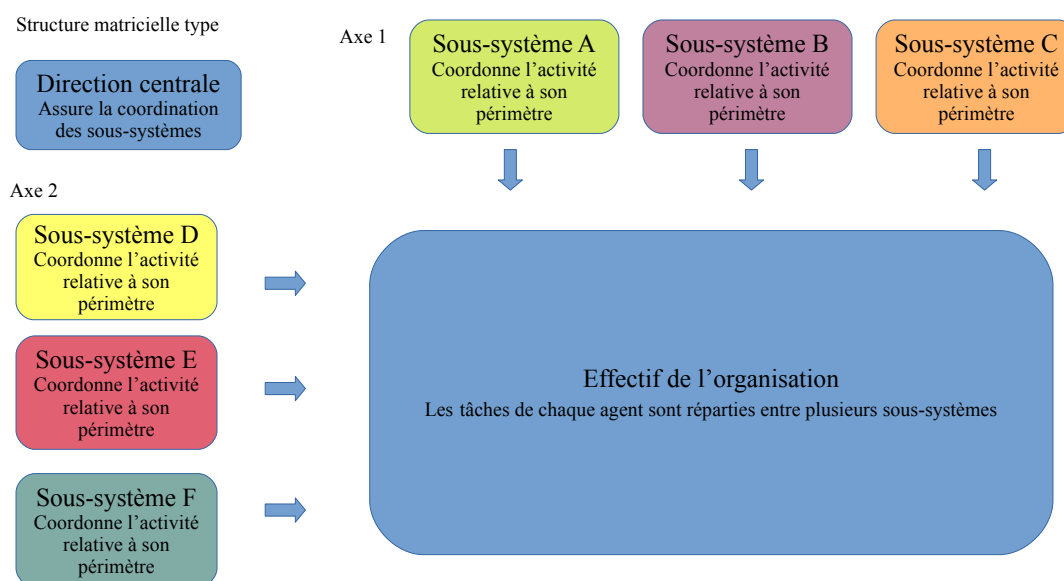 Structure matricielle type
Direction centrale
Assure la coordination
des sous-systèmes
Axe 1
Sous-système A
Coordonne l’activité
relative à son
périmètre
Sous-système B
Coordonne l’activité
relative à son
périmètre
Sous-système C
Coordonne l’activité
relative à son
périmètre
Axe 2
Sous-système D
Coordonne l’activité
relative à son
périmètre
Sous-système E
Coordonne l’activité
relative à son
périmètre
Sous-système F
Coordonne l’activité
relative à son
périmètre
Effectif de l’organisation
Les tâches de chaque agent sont réparties entre plusieurs sous-systèmes